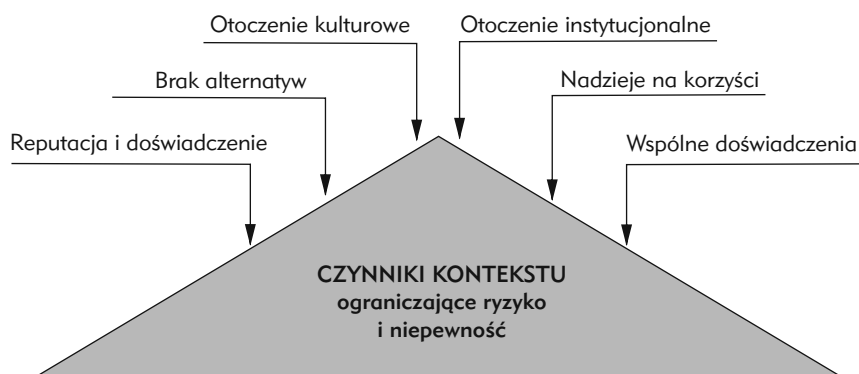 Otoczenie kulturowe
Otoczenie instytucjonalne
Brak alternatyw
Nadzieje na korzyści
Reputacja i doświadczenie
Wspólne doświadczenia
CZYNNIKI KONTEKSTU
ograniczające ryzyko
i niepewność